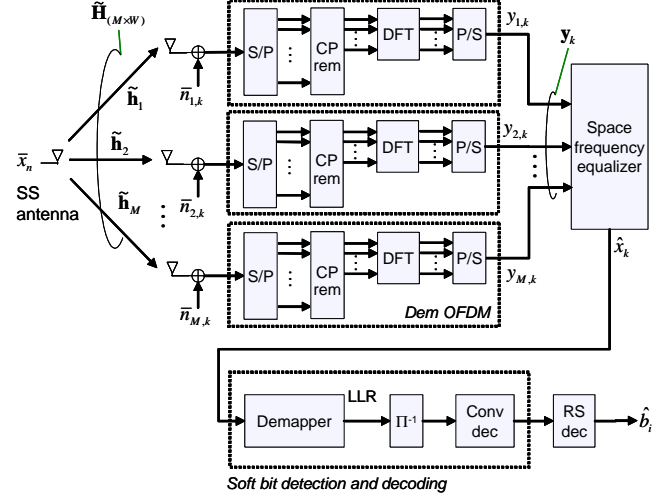 H̃(M×W)
S/P
CP
rem
DFT
P/S
y1,k
n̄1,k
h̃1
yk
x̄n
SS
antenna
h̃2
S/P
CP
rem
DFT
P/S
y2,k
n̄2,k
Space
frequency
equalizer
h̃M
S/P
CP
rem
DFT
P/S
yM,k
n̄M,k
Dem OFDM
x̂k
LLR
Demapper
Π-1
Conv
dec
RS
dec
b̂i
Soft bit detection and decoding